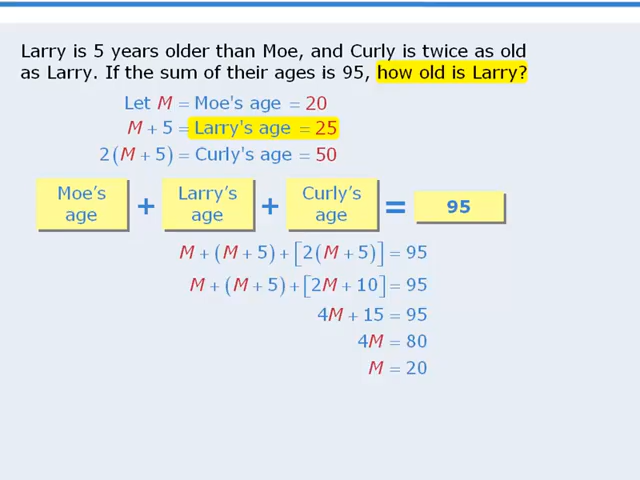 Larry is 5 years older than Moe, and Curly is twice as old
as Larry. If the sum of their ages is 95, how old is Larry?
Let M = Moe's age = 20
M + 5 = Larry's age = 25
2(M + 5) = Curly's age = 50
Moe's age + Larry's age + Curly's age = 95
M + (M + 5) + [2(M + 5)] = 95
M + (M + 5) + [2M + 10] = 95
4M + 15 = 95
4M = 80
M = 20